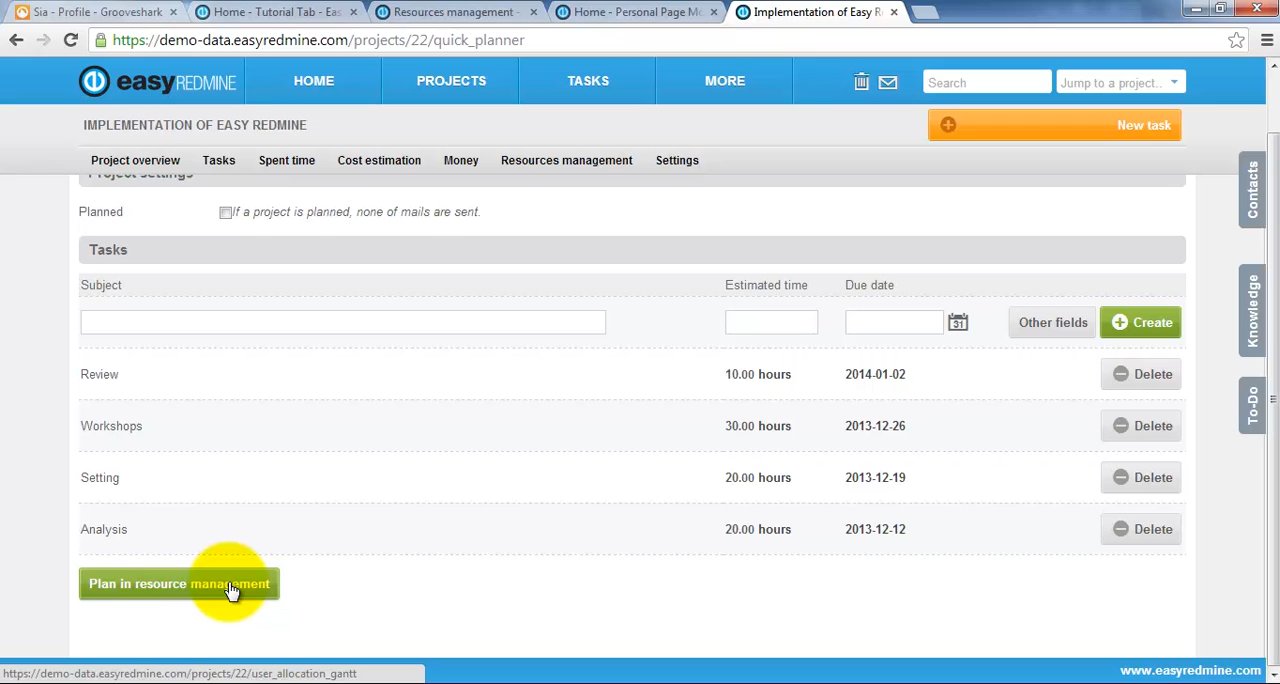 Sia - Profile - Grooveshark
Home - Tutorial Tab - Eas
Resources management -
Home - Personal Page Mo
Implementation of Easy R
https://demo-data.easyredmine.com/projects/22/quick_planner
easyREDMINE
HOME
PROJECTS
TASKS
MORE
Search
Jump to a project..
IMPLEMENTATION OF EASY REDMINE
New task
Project overview
Tasks
Spent time
Cost estimation
Money
Resources management
Settings
Contacts
Knowledge
To-Do
Project settings
Planned
If a project is planned, none of mails are sent.
Tasks
Subject
Estimated time
Due date
31
Other fields
Create
Review
10.00 hours
2014-01-02
Delete
Workshops
30.00 hours
2013-12-26
Delete
Setting
20.00 hours
2013-12-19
Delete
Analysis
20.00 hours
2013-12-12
Delete
Plan in resource management
https://demo-data.easyredmine.com/projects/22/user_allocation_gantt
www.easyredmine.com